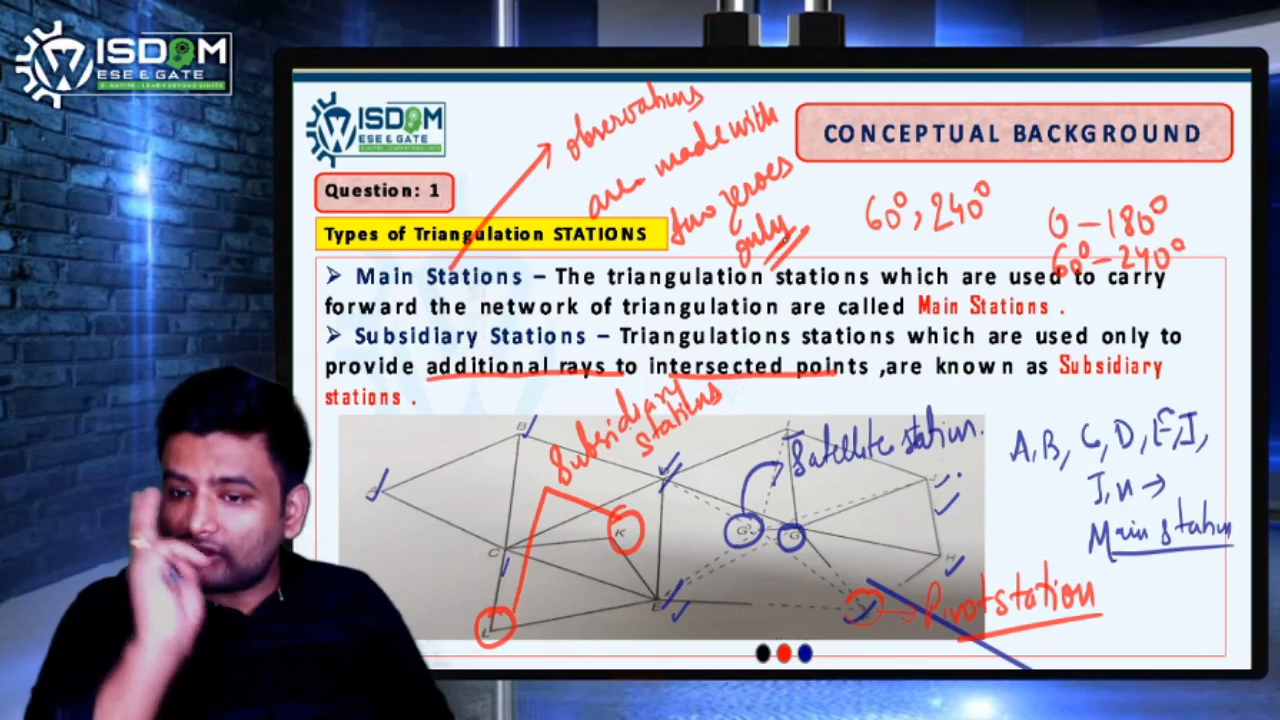 WISDOM
ESE & GATE
WISDOM
ESE & GATE
CONCEPTUAL BACKGROUND
Question: 1
observations
are made with
two zeroes
only
60°, 240°
0 - 180°
60° - 240°
Types of Triangulation STATIONS
➢ Main Stations – The triangulation stations which are used to carry
forward the network of triangulation are called Main Stations .
➢ Subsidiary Stations – Triangulations stations which are used only to
provide additional rays to intersected points ,are known as Subsidiary
stations .
Subsidiary
stations
Satellite station.
A, B, C, D, E, J,
Main station
Pivot station
B
C
K
G'
G
H
E
L